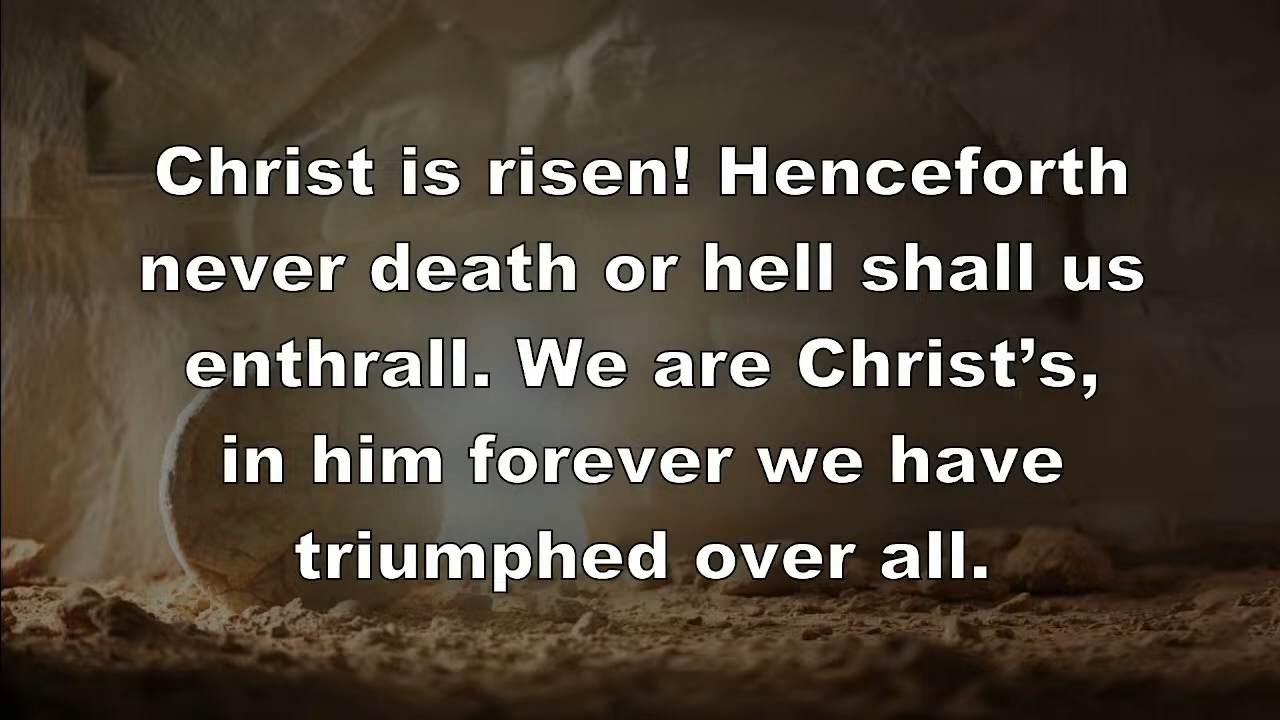 Christ is risen! Henceforth
never death or hell shall us
enthrall. We are Christ’s,
in him forever we have
triumphed over all.